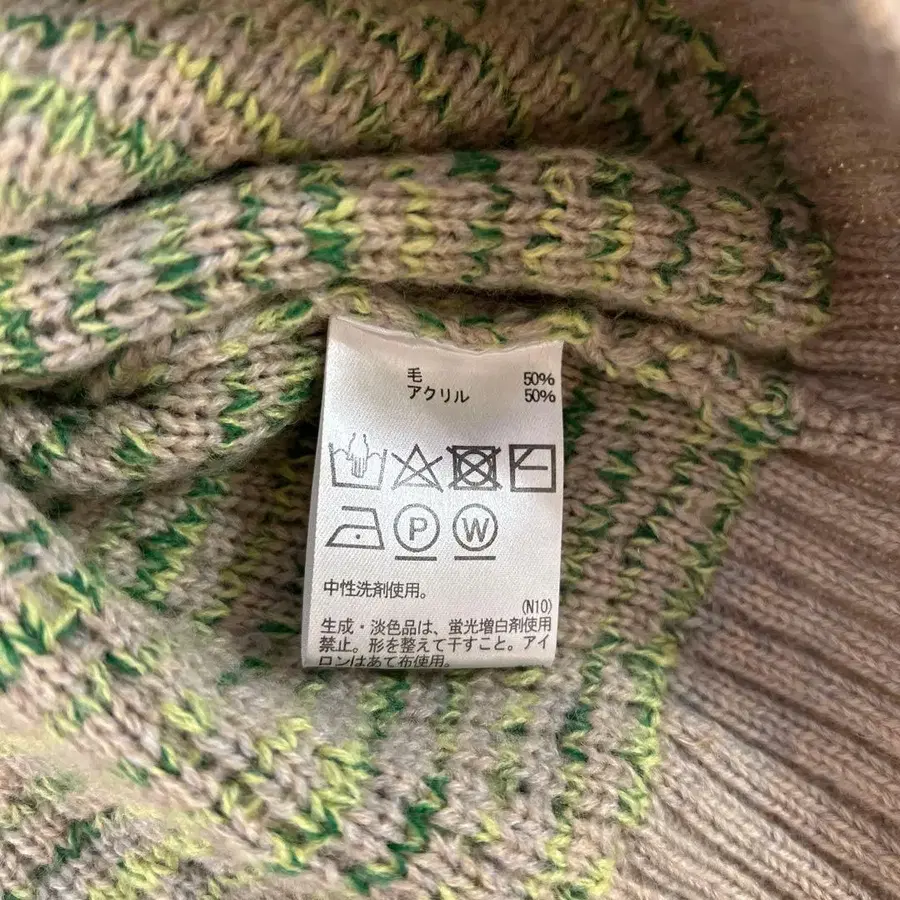 毛 50%
アクリル 50%
P W
中性洗剤使用。
(N10)
生成・淡色品は、蛍光増白剤使用
禁止。形を整えて干すこと。アイ
ロンはあて布使用。